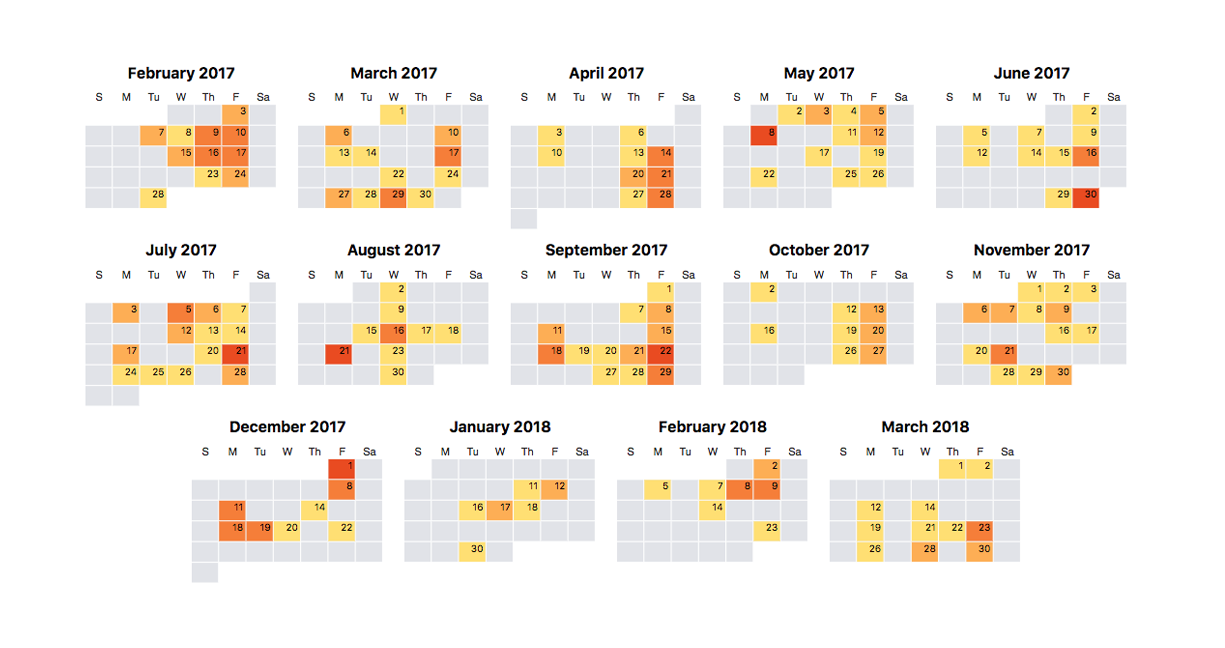 February 2017 March 2017 April 2017 May 2017 June 2017
S M Tu W Th F Sa S M Tu W Th F Sa S M Tu W Th F Sa S M Tu W Th F Sa S M Tu W Th F Sa
3 1 2 3 4 5 2
7 8 9 10 6 10 3 6 8 11 12 5 7 9
15 16 17 13 14 17 10 13 14 17 19 12 14 15 16
23 24 22 24 20 21 22 25 26
28 27 28 29 30 27 28 29 30
July 2017 August 2017 September 2017 October 2017 November 2017
S M Tu W Th F Sa S M Tu W Th F Sa S M Tu W Th F Sa S M Tu W Th F Sa S M Tu W Th F Sa
2 1 2 1 2 3
3 5 6 7 9 7 8 12 13 6 7 8 9
12 13 14 15 16 17 18 11 15 16 19 20 16 17
17 20 21 21 23 18 19 20 21 22 26 27 20 21
24 25 26 28 30 27 28 29 28 29 30
December 2017 January 2018 February 2018 March 2018
S M Tu W Th F Sa S M Tu W Th F Sa S M Tu W Th F Sa S M Tu W Th F Sa
1 2 1 2
8 11 12 5 7 8 9
11 14 16 17 18 14 12 14
18 19 20 22 23 19 21 22 23
30 26 28 30